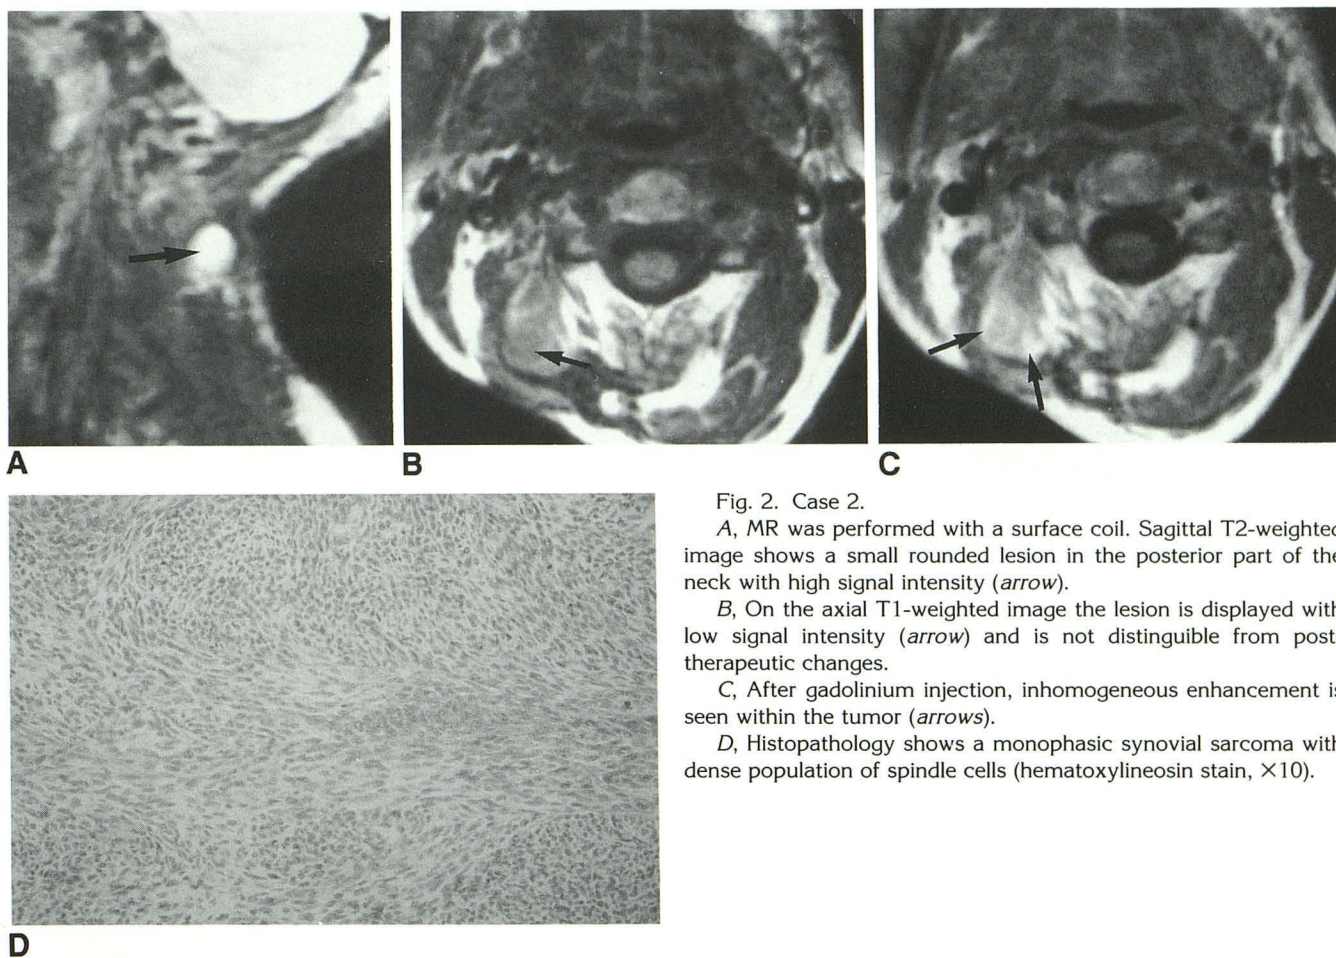 A
B
C
Fig. 2. Case 2.
A, MR was performed with a surface coil. Sagittal T2-weighted
image shows a small rounded lesion in the posterior part of the
neck with high signal intensity (arrow).
B, On the axial T1-weighted image the lesion is displayed with
low signal intensity (arrow) and is not distinguible from post-
therapeutic changes.
C, After gadolinium injection, inhomogeneous enhancement is
seen within the tumor (arrows).
D, Histopathology shows a monophasic synovial sarcoma with
dense population of spindle cells (hematoxylineosin stain, ×10).
D